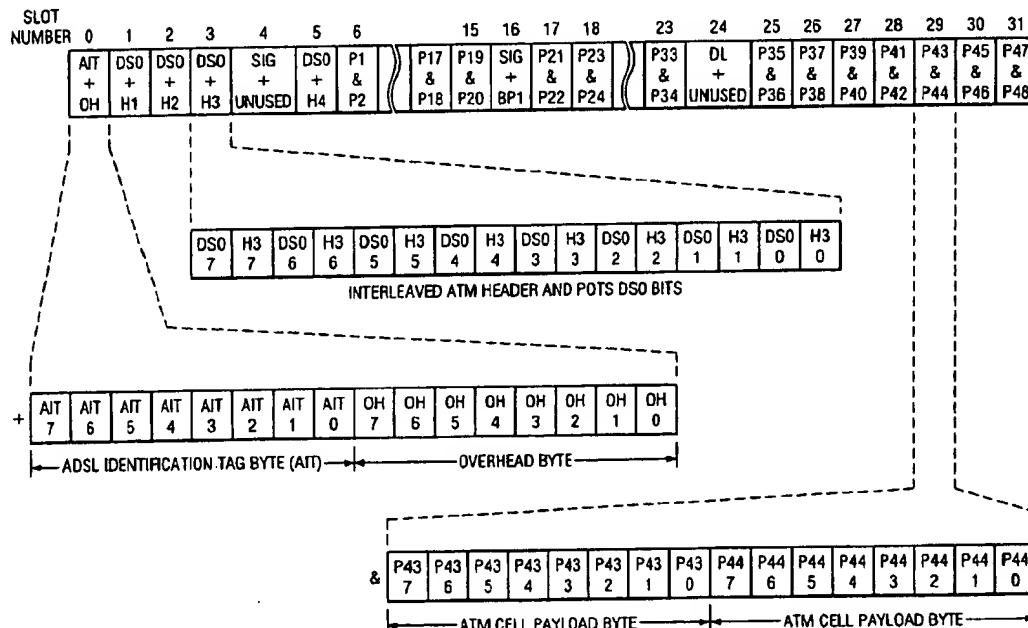 SLOT
NUMBER 0 1 2 3 4 5 6 15 16 17 18 23 24 25 26 27 28 29 30 31
AIT DS0 DS0 DS0 SIG DS0 P1 P17 P19 SIG P21 P23 P33 DL P35 P37 P39 P41 P43 P45 P47
+ + + + + + & & & + & & & + & & & & & & &
OH H1 H2 H3 UNUSED H4 P2 P18 P20 BP1 P22 P24 P34 UNUSED P36 P38 P40 P42 P44 P46 P48
DS0 H3 DS0 H3 DS0 H3 DS0 H3 DS0 H3 DS0 H3 DS0 H3 DS0 H3
7 7 6 6 5 5 4 4 3 3 2 2 1 1 0 0
INTERLEAVED ATM HEADER AND POTS DS0 BITS
+ AIT AIT AIT AIT AIT AIT AIT AIT OH OH OH OH OH OH OH OH
7 6 5 4 3 2 1 0 7 6 5 4 3 2 1 0
ADSL IDENTIFICATION TAG BYTE (AIT) OVERHEAD BYTE
& P43 P43 P43 P43 P43 P43 P43 P43 P44 P44 P44 P44 P44 P44 P44 P44
7 6 5 4 3 2 1 0 7 6 5 4 3 2 1 0
ATM CELL PAYLOAD BYTE ATM CELL PAYLOAD BYTE